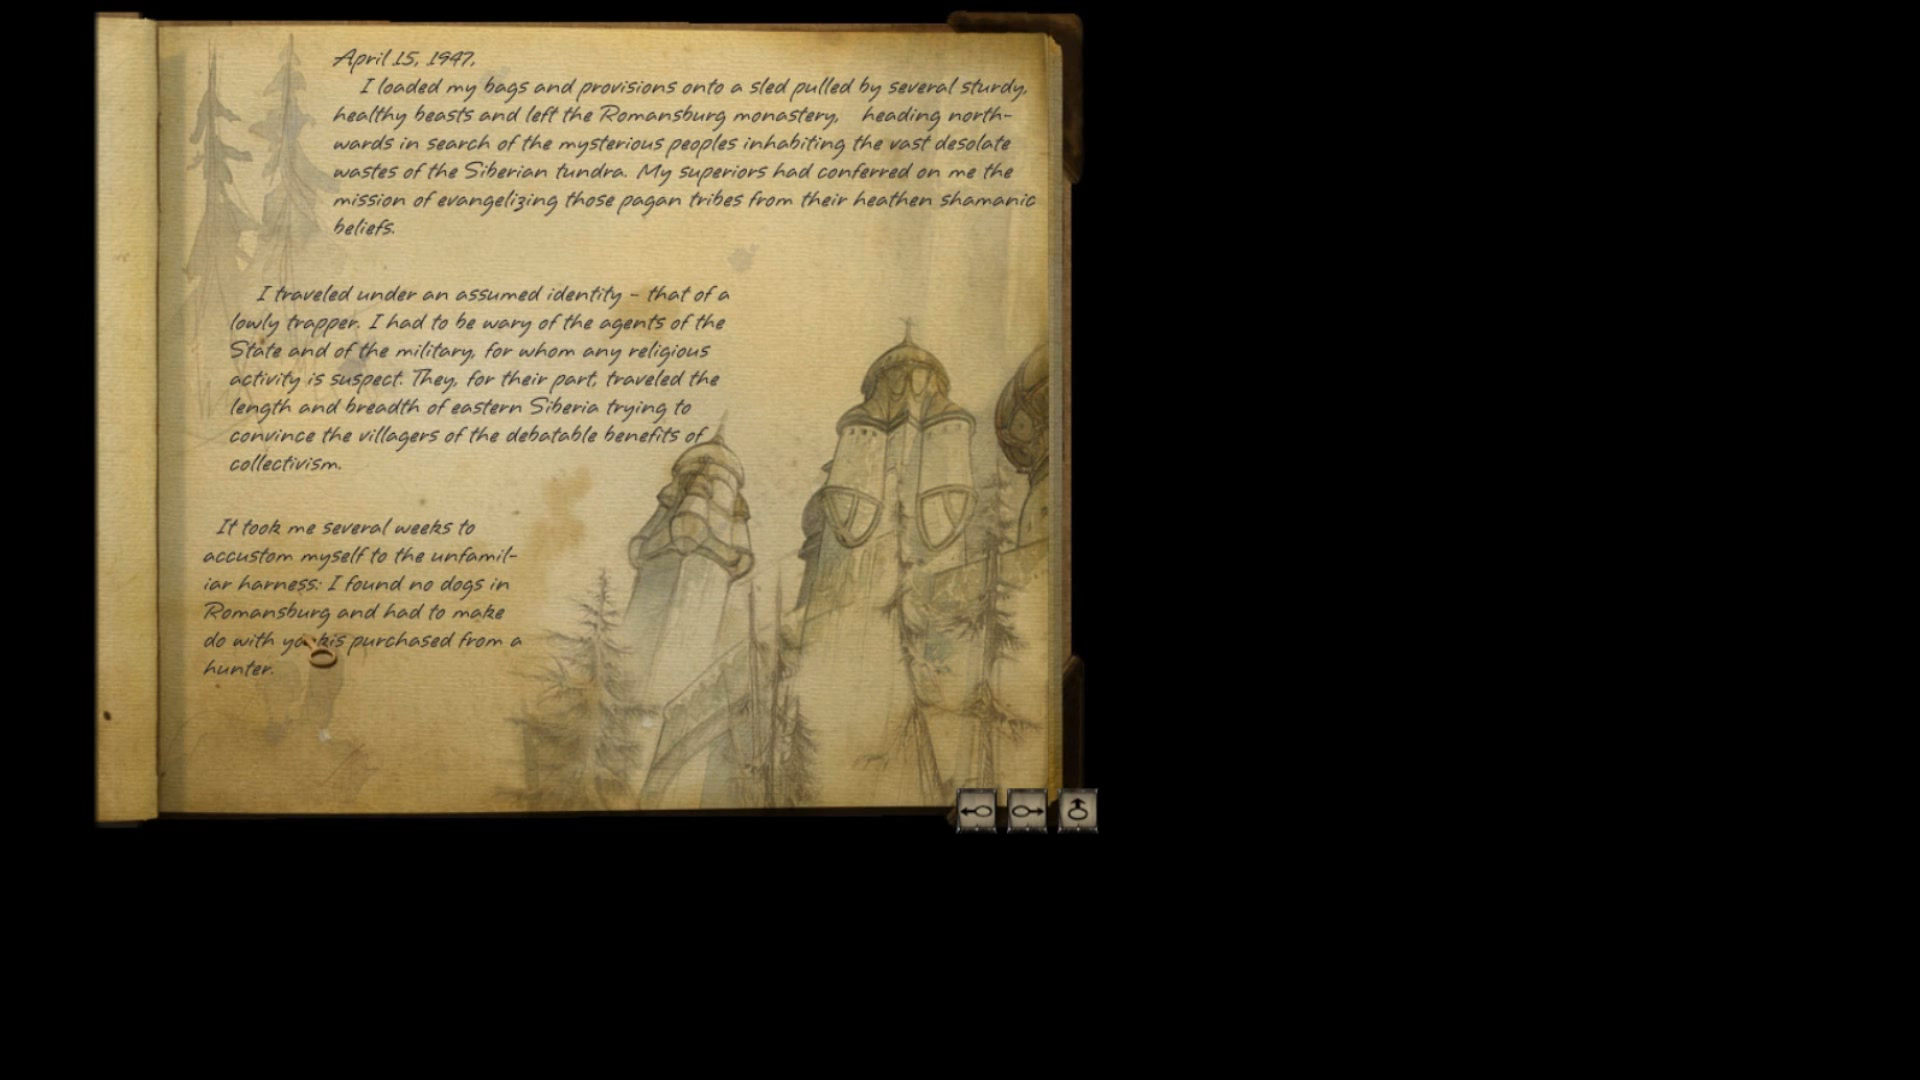 April 15, 1947,
I loaded my bags and provisions onto a sled pulled by several sturdy,
healthy beasts and left the Romansburg monastery, heading north-
wards in search of the mysterious peoples inhabiting the vast desolate
wastes of the Siberian tundra. My superiors had conferred on me the
mission of evangelizing those pagan tribes from their heathen shamanic
beliefs.
I traveled under an assumed identity - that of a
lowly trapper. I had to be wary of the agents of the
State and of the military, for whom any religious
activity is suspect. They, for their part, traveled the
length and breadth of eastern Siberia trying to
convince the villagers of the debatable benefits of
collectivism.
It took me several weeks to
accustom myself to the unfamil-
iar harness: I found no dogs in
Romansburg and had to make
do with purchased from a
hunter.